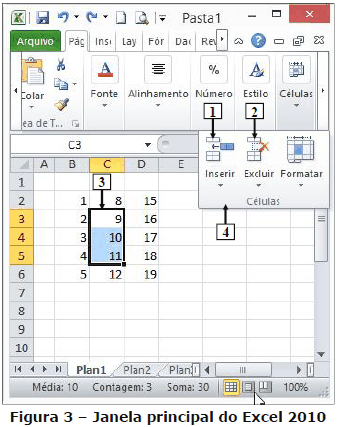 Pasta1
Arquivo Pág Ins Lay Fór Dac Rev
Colar Fonte Alinhamento Número Estilo Células
ea de T...
1 2
Inserir Excluir Formatar
Células
4
C3
A B C D E
3
1
2 1 8 15
3 2 9 16
4 3 10 17
5 4 11 18
6 5 12 19
7
8
9
10
Plan1 Plan2 Plan
Média: 10 Contagem: 3 Soma: 30 100%
Figura 3 – Janela principal do Excel 2010